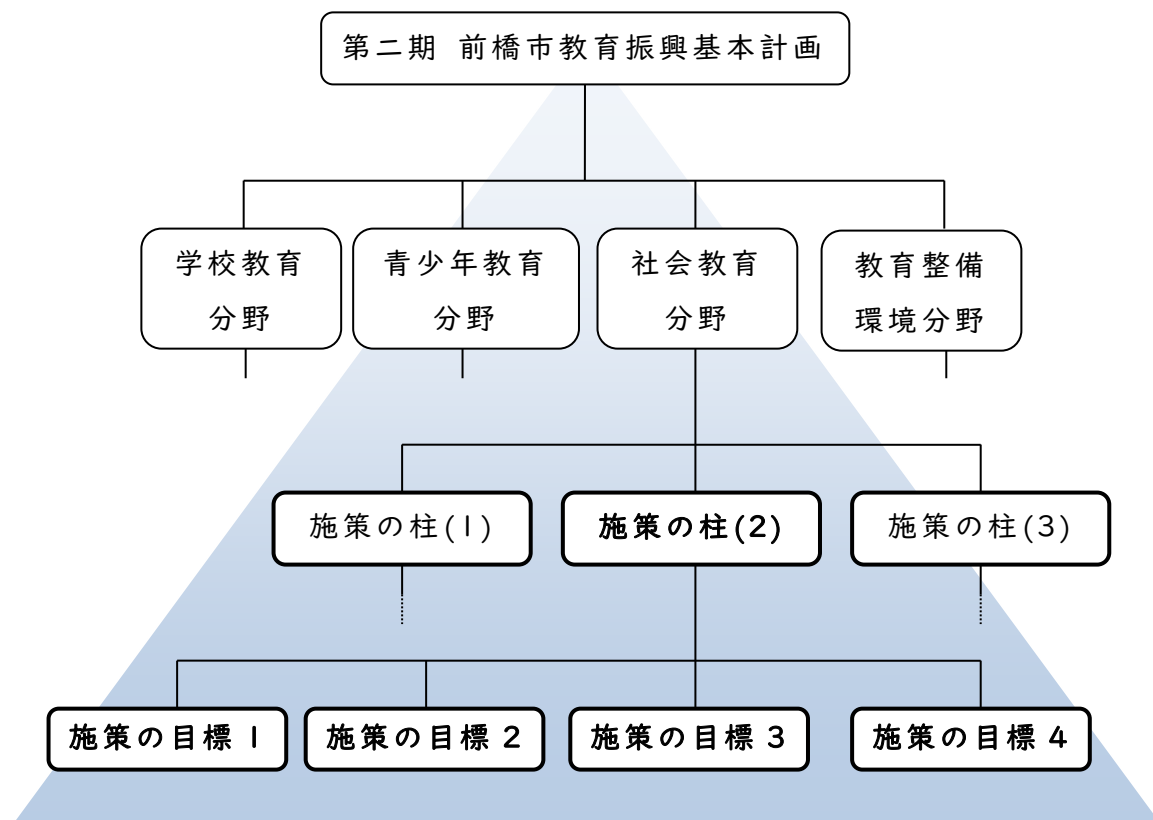 第二期 前橋市教育振興基本計画
学校教育
分野
青少年教育
分野
社会教育
分野
教育整備
環境分野
施策の柱(1)
施策の柱(2)
施策の柱(3)
施策の目標1
施策の目標2
施策の目標3
施策の目標4